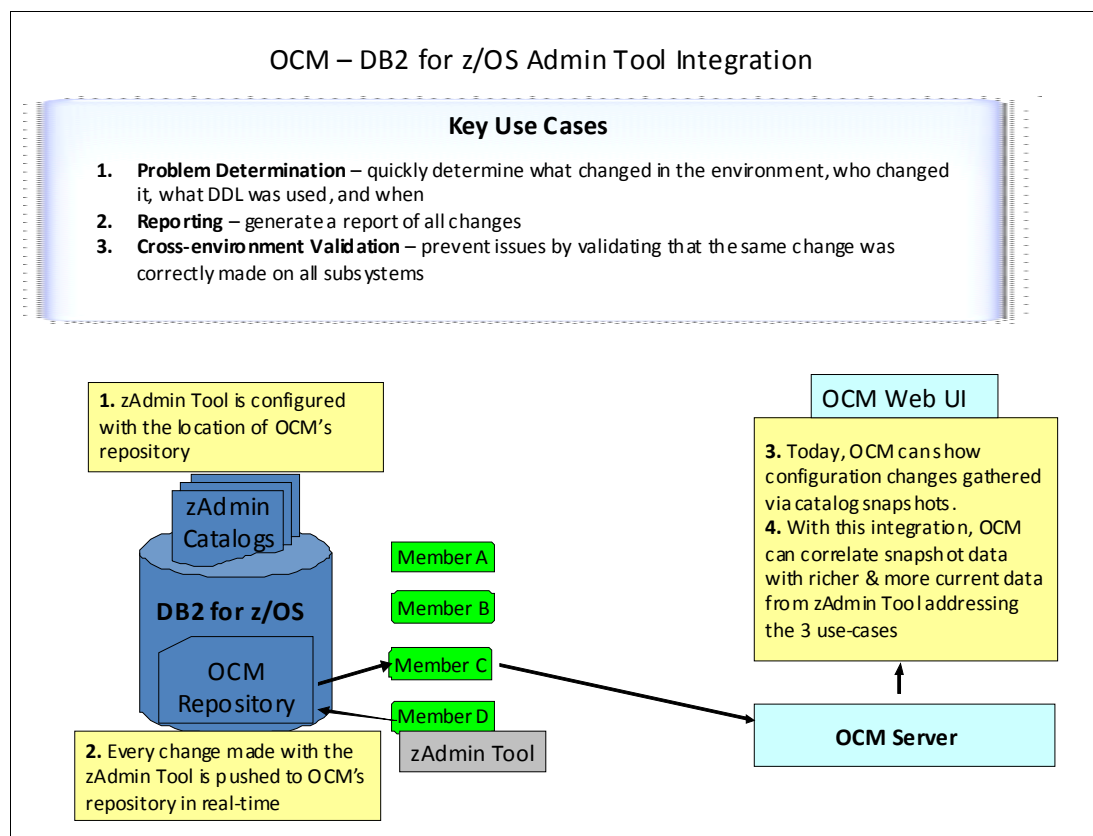 OCM – DB2 for z/OS Admin Tool Integration
Key Use Cases
1. Problem Determination – quickly determine what changed in the environment, who changed
it, what DDL was used, and when
2. Reporting – generate a report of all changes
3. Cross-environment Validation – prevent issues by validating that the same change was
correctly made on all subsystems
1. zAdmin Tool is configured
with the location of OCM's
repository
zAdmin
Catalogs
DB2 for z/OS
OCM
Repository
2. Every change made with the
zAdmin Tool is pushed to OCM's
repository in real-time
Member A
Member B
Member C
Member D
zAdmin Tool
OCM Web UI
3. Today, OCM can show
configuration changes gathered
via catalog snapshots.
4. With this integration, OCM
can correlate snapshot data
with richer & more current data
from zAdmin Tool addressing
the 3 use-cases
OCM Server